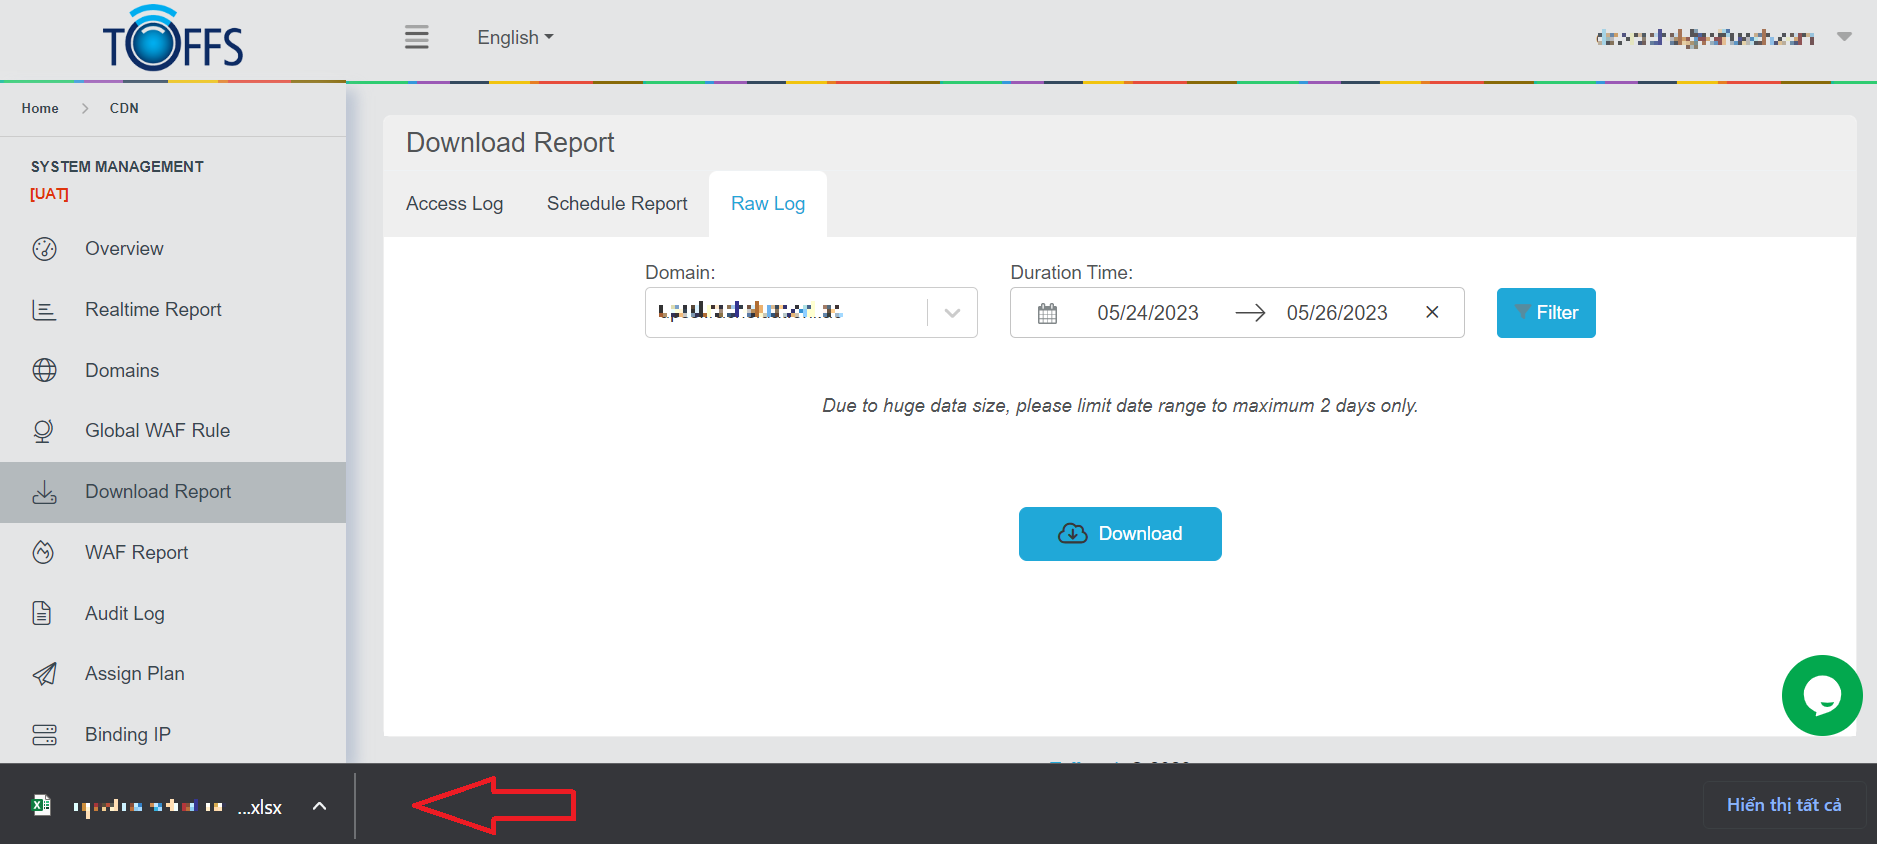 TOFFS
English
Home > CDN
SYSTEM MANAGEMENT
[UAT]
Overview
Realtime Report
Domains
Global WAF Rule
Download Report
WAF Report
Audit Log
Assign Plan
Binding IP
Download Report
Access Log
Schedule Report
Raw Log
Domain:
Duration Time:
05/24/2023
05/26/2023
Filter
Due to huge data size, please limit date range to maximum 2 days only.
Download
...xlsx
Hiển thị tất cả